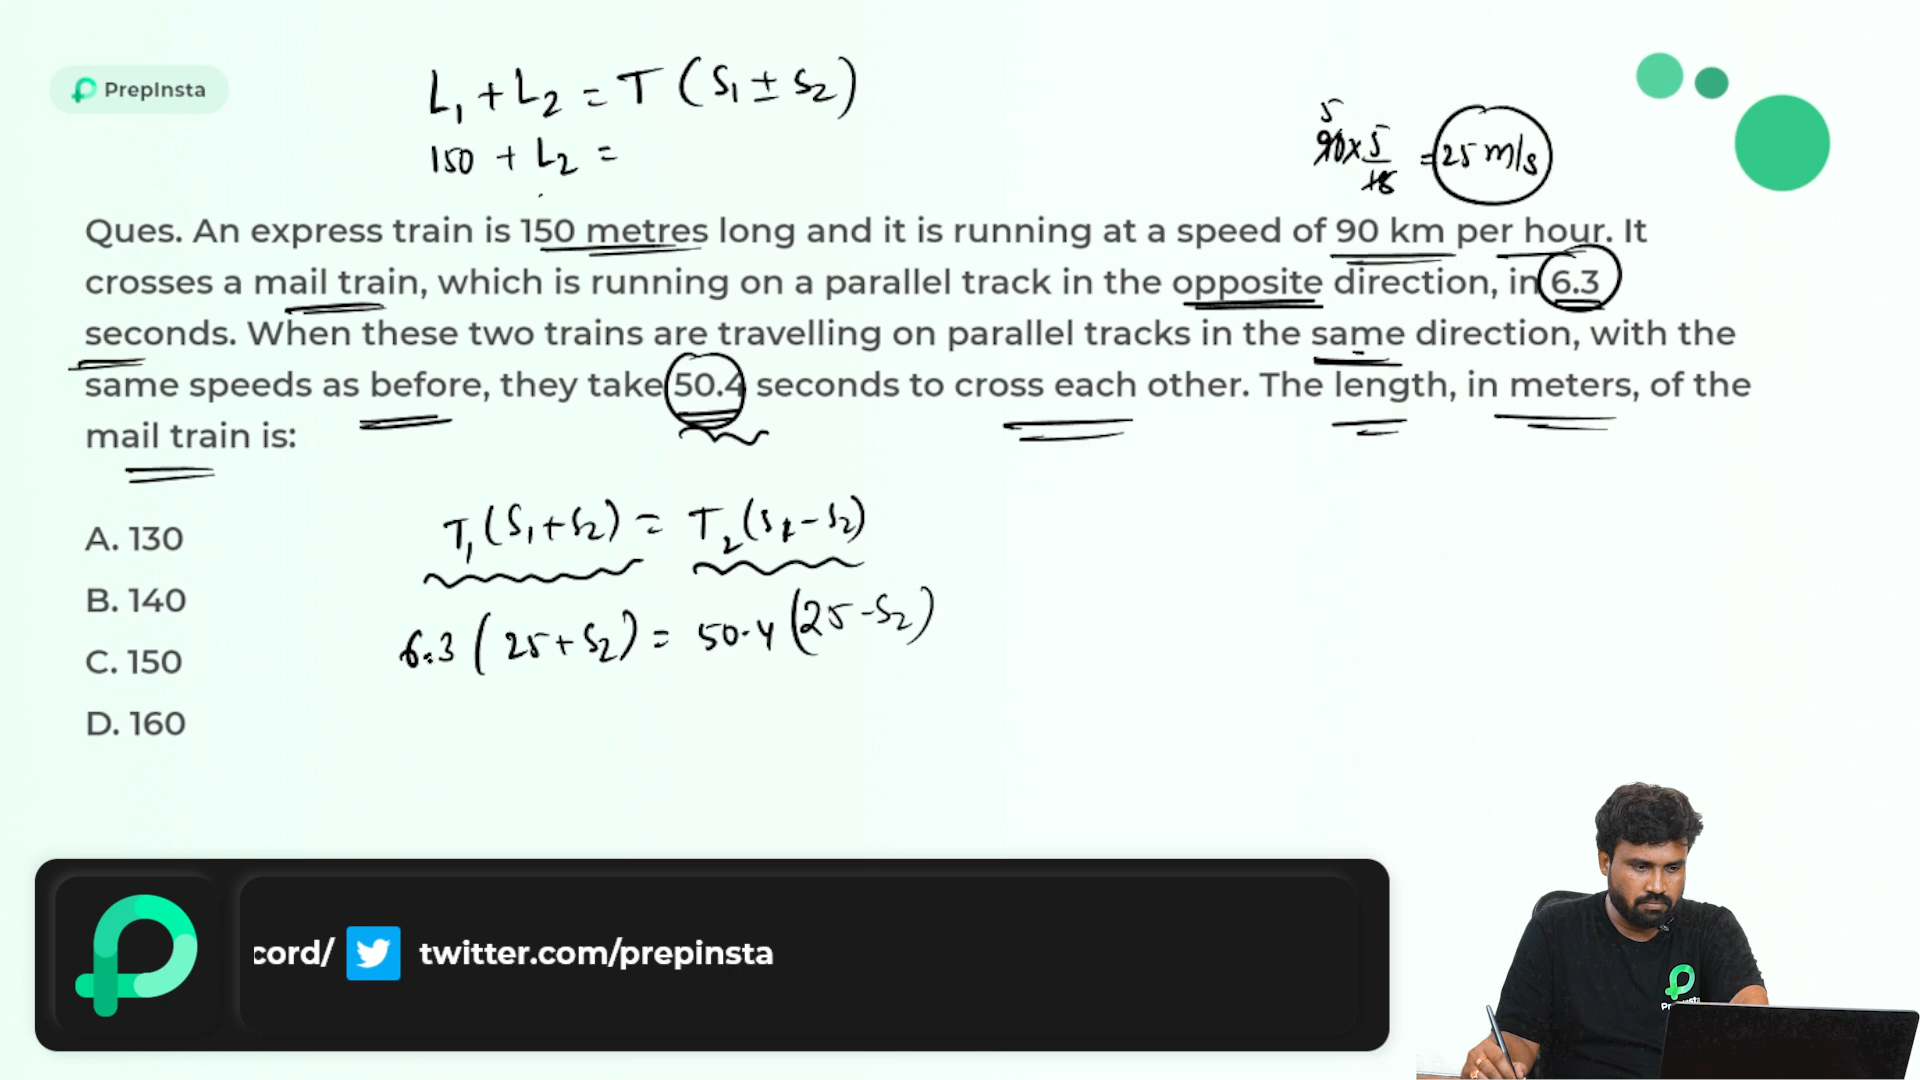 PrepInsta
L₁ + L₂ = T (S₁ ± S₂)
150 + L₂ =
5
90 × 5/18 = 25 m/s
Ques. An express train is 150 metres long and it is running at a speed of 90 km per hour. It
crosses a mail train, which is running on a parallel track in the opposite direction, in 6.3
seconds. When these two trains are travelling on parallel tracks in the same direction, with the
same speeds as before, they take 50.4 seconds to cross each other. The length, in meters, of the
mail train is:
T₁ (S₁ + S₂) = T₂ (S₁ - S₂)
A. 130
B. 140
6.3 (25 + S₂) = 50.4 (25 - S₂)
C. 150
D. 160
cord/ twitter.com/prepinsta